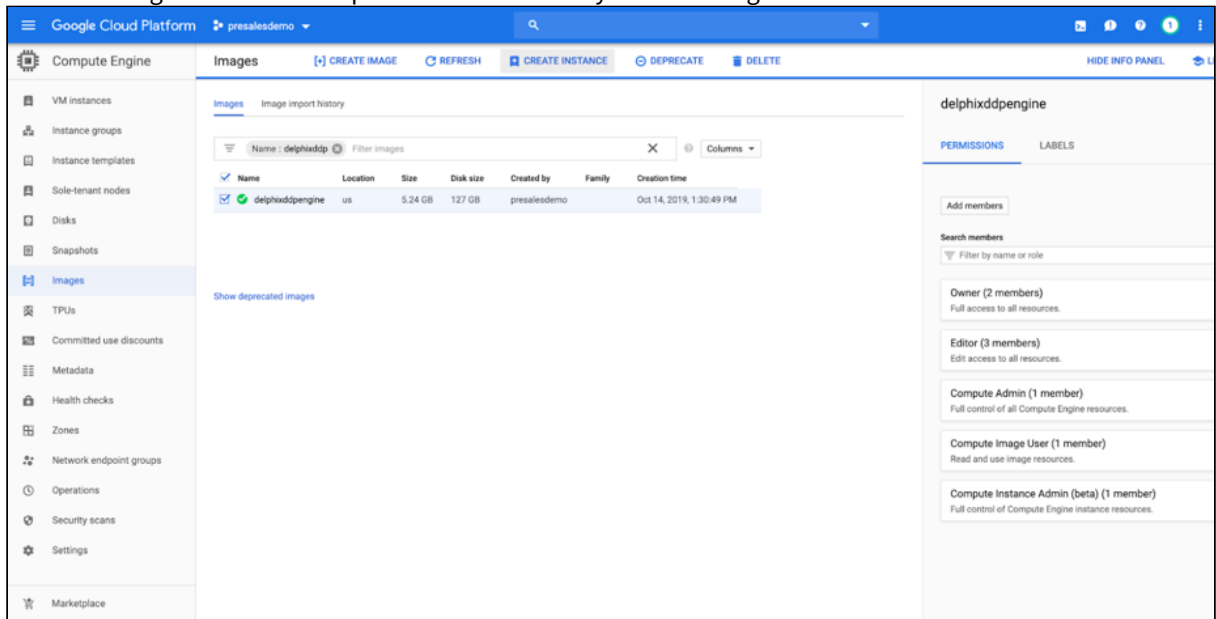 Google Cloud Platform presalesdemo
1
Compute Engine
Images CREATE IMAGE REFRESH CREATE INSTANCE DEPRECATE DELETE
HIDE INFO PANEL
VM instances
Instance groups
Instance templates
Sole-tenant nodes
Disks
Snapshots
Images
TPUs
Committed use discounts
Metadata
Health checks
Zones
Network endpoint groups
Operations
Security scans
Settings
Marketplace
Images Image import history
Name : delphixddp Filter images Columns
Name Location Size Disk size Created by Family Creation time
delphixddpengine us 5.24 GB 127 GB presalesdemo Oct 14, 2019, 1:30:49 PM
Show deprecated images
delphixddpengine
PERMISSIONS LABELS
Add members
Search members
Filter by name or role
Owner (2 members)
Full access to all resources.
Editor (3 members)
Edit access to all resources.
Compute Admin (1 member)
Full control of all Compute Engine resources.
Compute Image User (1 member)
Read and use image resources.
Compute Instance Admin (beta) (1 member)
Full control of Compute Engine instance resources.